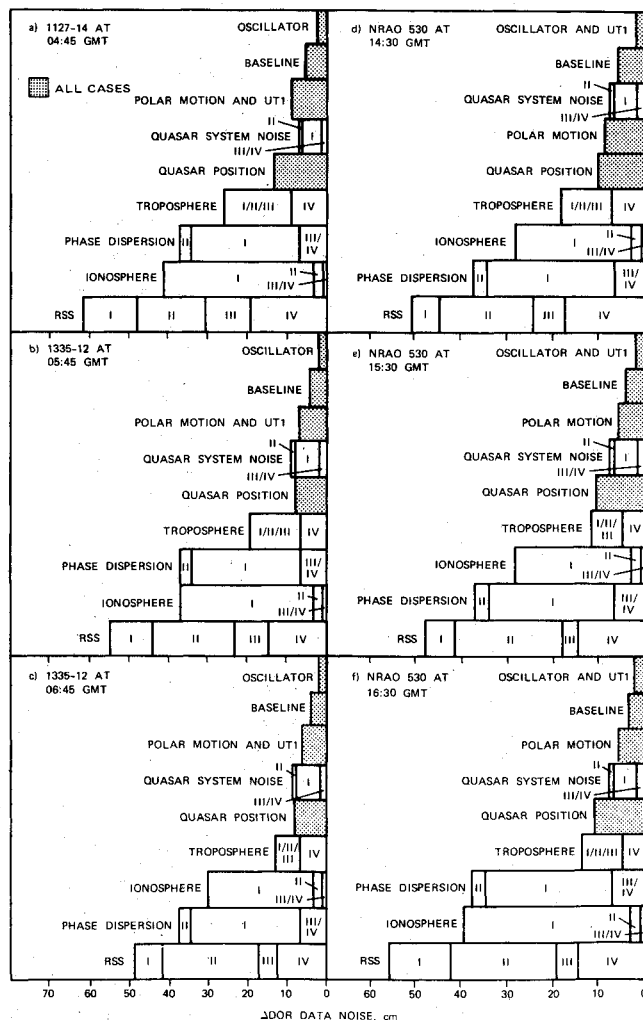 a) 1127-14 AT
04:45 GMT
ALL CASES
OSCILLATOR
BASELINE
POLAR MOTION AND UT1
II
QUASAR SYSTEM NOISE I
III/IV
QUASAR POSITION
TROPOSPHERE I/II/III IV
PHASE DISPERSION II I III/
IV
IONOSPHERE I II
III/IV
RSS I II III IV
b) 1335-12 AT
05:45 GMT
OSCILLATOR
BASELINE
POLAR MOTION AND UT1
II
QUASAR SYSTEM NOISE I
III/IV
QUASAR POSITION
TROPOSPHERE I/II/III IV
PHASE DISPERSION II I III/
IV
IONOSPHERE I II
III/IV
RSS I II III IV
c) 1335-12 AT
06:45 GMT
OSCILLATOR
BASELINE
POLAR MOTION AND UT1
II
QUASAR SYSTEM NOISE I
III/IV
QUASAR POSITION
TROPOSPHERE I/II/
III IV
IONOSPHERE I II
III/IV
PHASE DISPERSION II I III/
IV
RSS I II III IV
70 60 50 40 30 20 10 0
d) NRAO 530 AT
14:30 GMT
OSCILLATOR AND UT1
BASELINE
II
QUASAR SYSTEM NOISE I
III/IV
POLAR MOTION
QUASAR POSITION
TROPOSPHERE I/II/III IV
IONOSPHERE I II
III/IV
PHASE DISPERSION II I III/
IV
RSS I II III IV
e) NRAO 530 AT
15:30 GMT
OSCILLATOR AND UT1
BASELINE
POLAR MOTION
II
QUASAR SYSTEM NOISE I
III/IV
QUASAR POSITION
TROPOSPHERE I/II/
III IV
IONOSPHERE I II
III/IV
PHASE DISPERSION II I III/
IV
RSS I II III IV
f) NRAO 530 AT
16:30 GMT
OSCILLATOR AND UT1
BASELINE
POLAR MOTION
II
QUASAR SYSTEM NOISE I
III/IV
QUASAR POSITION
TROPOSPHERE I/II/III IV
PHASE DISPERSION II I III/
IV
IONOSPHERE I II
III/IV
RSS I II III IV
60 50 40 30 20 10 0
ΔDOR DATA NOISE, cm